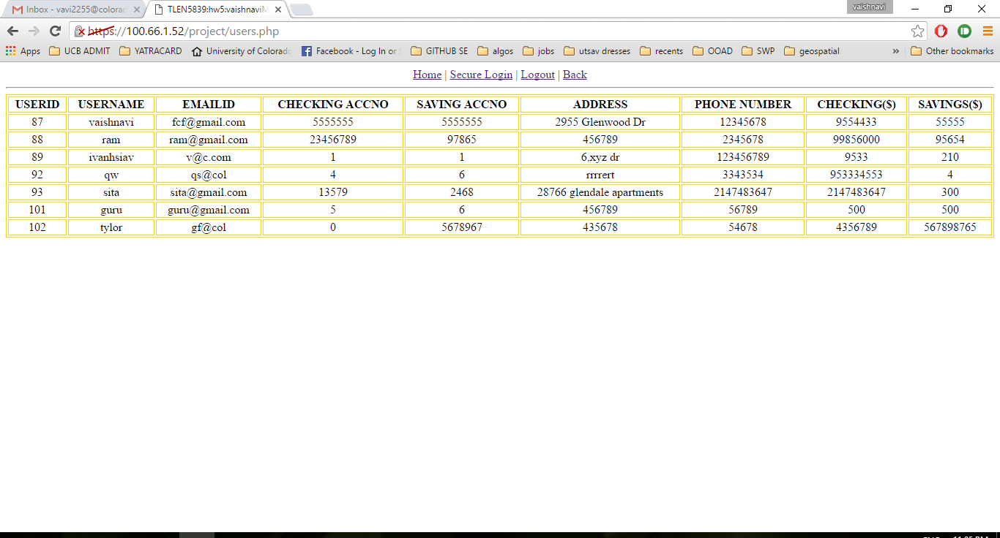 Inbox - vavi2255@colorad TLEN5839:hw5:vaishnaviM vaishnavi
https://100.66.1.52/project/users.php
Apps UCB ADMIT YATRACARD University of Colorado Facebook - Log In or S GITHUB SE algos jobs utsav dresses recents OOAD SWP geospatial » Other bookmarks
Home | Secure Login | Logout | Back
USERID USERNAME EMAILID CHECKING ACCNO SAVING ACCNO ADDRESS PHONE NUMBER CHECKING($) SAVINGS($)
87 vaishnavi fcf@gmail.com 5555555 5555555 2955 Glenwood Dr 12345678 9554433 55555
88 ram ram@gmail.com 23456789 97865 456789 2345678 99856000 95654
89 ivanhsiav v@c.com 1 1 6,xyz dr 123456789 9533 210
92 qw qs@col 4 6 rrrrert 3343534 953334553 4
93 sita sita@gmail.com 13579 2468 28766 glendale apartments 2147483647 2147483647 300
101 guru guru@gmail.com 5 6 456789 56789 500 500
102 tylor gf@col 0 5678967 435678 54678 4356789 567898765